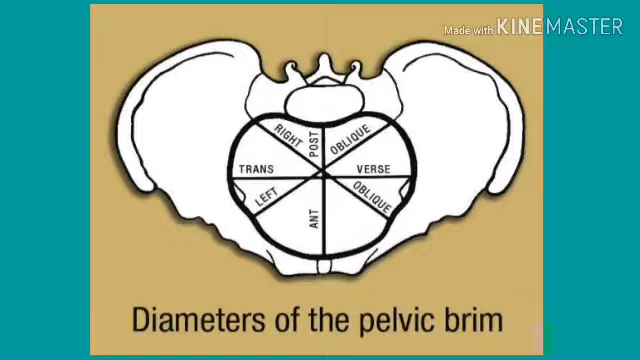 Made with KINEMASTER
RIGHT
POST
OBLIQUE
TRANS
VERSE
LEFT
OBLIQUE
ANT
Diameters of the pelvic brim